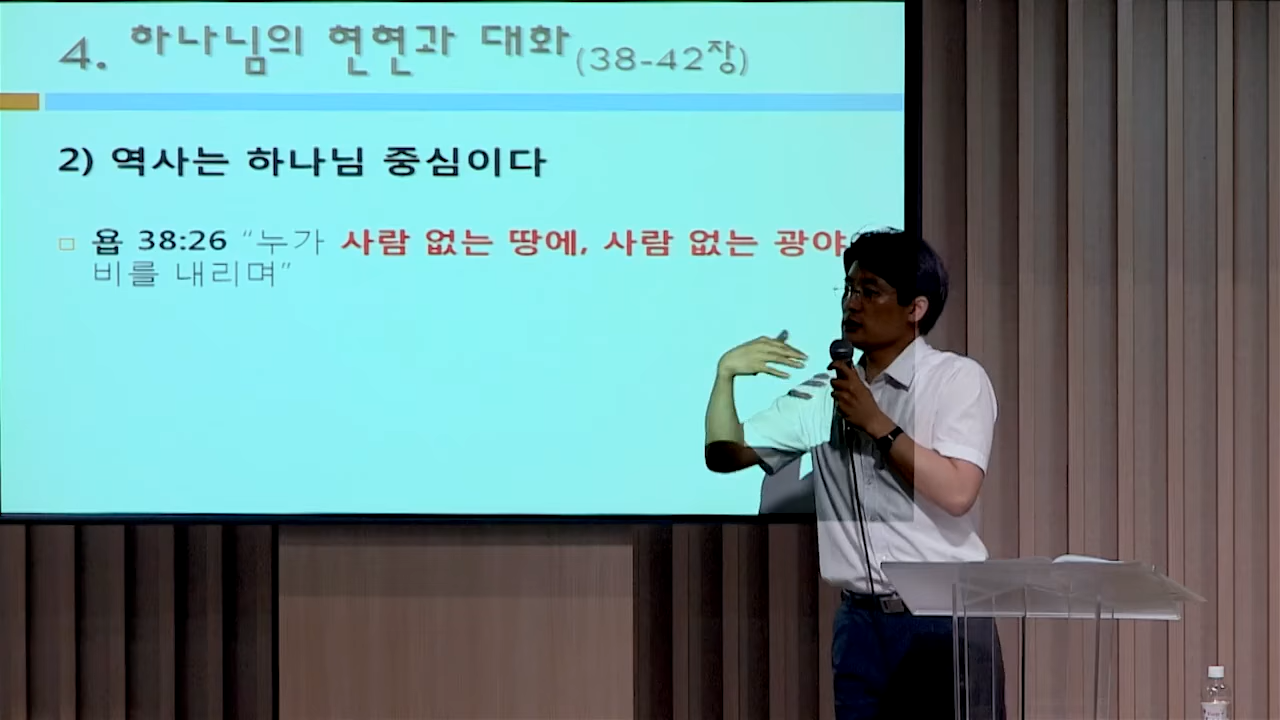 4. 하나님의 현현과 대화(38-42장)
2) 역사는 하나님 중심이다
욥 38:26 “누가 사람 없는 땅에, 사람 없는 광야
비를 내리며”